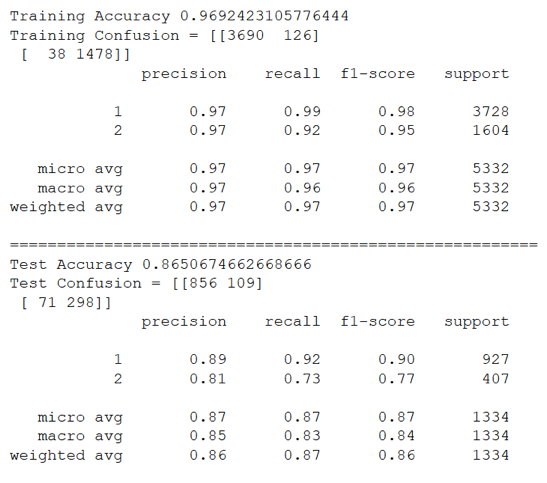 Training Accuracy 0.9692423105776444
Training Confusion = [[3690  126]
 [  38 1478]]
              precision    recall  f1-score   support

           1       0.97      0.99      0.98      3728
           2       0.97      0.92      0.95      1604

   micro avg       0.97      0.97      0.97      5332
   macro avg       0.97      0.96      0.96      5332
weighted avg       0.97      0.97      0.97      5332

========================================================
Test Accuracy 0.8650674662668666
Test Confusion = [[856 109]
 [ 71 298]]
              precision    recall  f1-score   support

           1       0.89      0.92      0.90       927
           2       0.81      0.73      0.77       407

   micro avg       0.87      0.87      0.87      1334
   macro avg       0.85      0.83      0.84      1334
weighted avg       0.86      0.87      0.86      1334